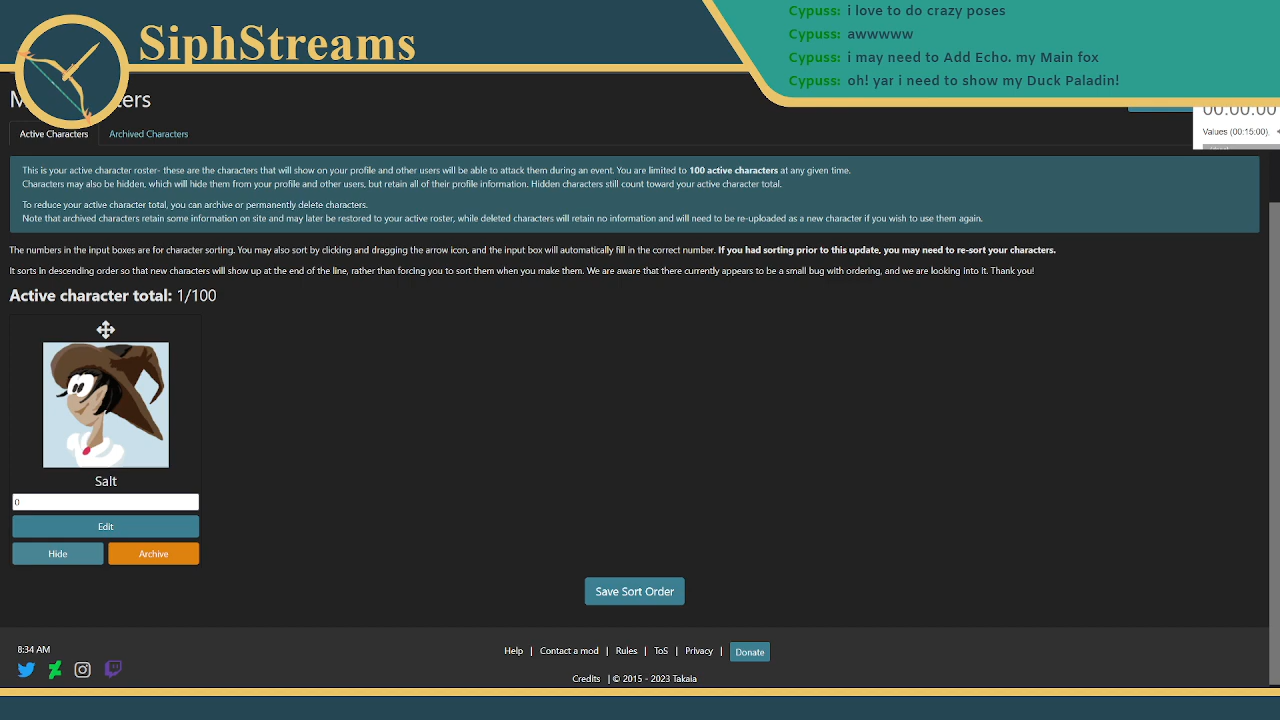 SiphStreams
Cypuss: i love to do crazy poses
Cypuss: awwwww
Cypuss: i may need to Add Echo. my Main fox
Cypuss: oh! yar i need to show my Duck Paladin!
00:00:00
Values (00:15:00)
Active Characters
Archived Characters
This is your active character roster- these are the characters that will show on your profile and other users will be able to attack them during an event. You are limited to 100 active characters at any given time.
Characters may also be hidden, which will hide them from your profile and other users, but retain all of their profile information. Hidden characters still count toward your active character total.
To reduce your active character total, you can archive or permanently delete characters.
Note that archived characters retain some information on site and may later be restored to your active roster, while deleted characters will retain no information and will need to be re-uploaded as a new character if you wish to use them again.
The numbers in the input boxes are for character sorting. You may also sort by clicking and dragging the arrow icon, and the input box will automatically fill in the correct number. If you had sorting prior to this update, you may need to re-sort your characters.
It sorts in descending order so that new characters will show up at the end of the line, rather than forcing you to sort them when you make them. We are aware that there currently appears to be a small bug with ordering, and we are looking into it. Thank you!
Active character total: 1/100
Salt
0
Edit
Hide
Archive
Save Sort Order
8:34 AM
Help | Contact a mod | Rules | ToS | Privacy | Donate
Credits | © 2015 - 2023 Takaia